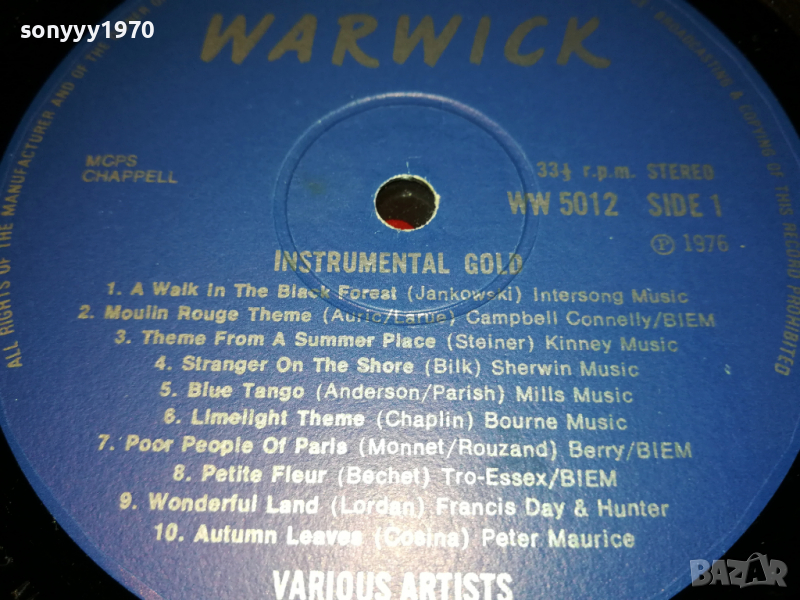 sonyyy1970
WARWICK
MCPS
CHAPPELL
33⅓ r.p.m. STEREO
WW 5012 SIDE 1
℗ 1976
INSTRUMENTAL GOLD
1. A Walk in The Black Forest (Jankowski) Intersong Music
2. Moulin Rouge Theme (Auric/Larue) Campbell Connelly/BIEM
3. Theme From A Summer Place (Steiner) Kinney Music
4. Stranger On The Shore (Bilk) Sherwin Music
5. Blue Tango (Anderson/Parish) Mills Music
6. Limelight Theme (Chaplin) Bourne Music
7. Poor People Of Paris (Monnet/Rouzand) Berry/BIEM
8. Petite Fleur (Bechet) Tro-Essex/BIEM
9. Wonderful Land (Lordan) Francis Day & Hunter
10. Autumn Leaves (Cosina) Peter Maurice
VARIOUS ARTISTS
ALL RIGHTS OF THE MANUFACTURER AND OF THE
BROADCASTING & COPYING OF THIS RECORD PROHIBITED
BAZAR